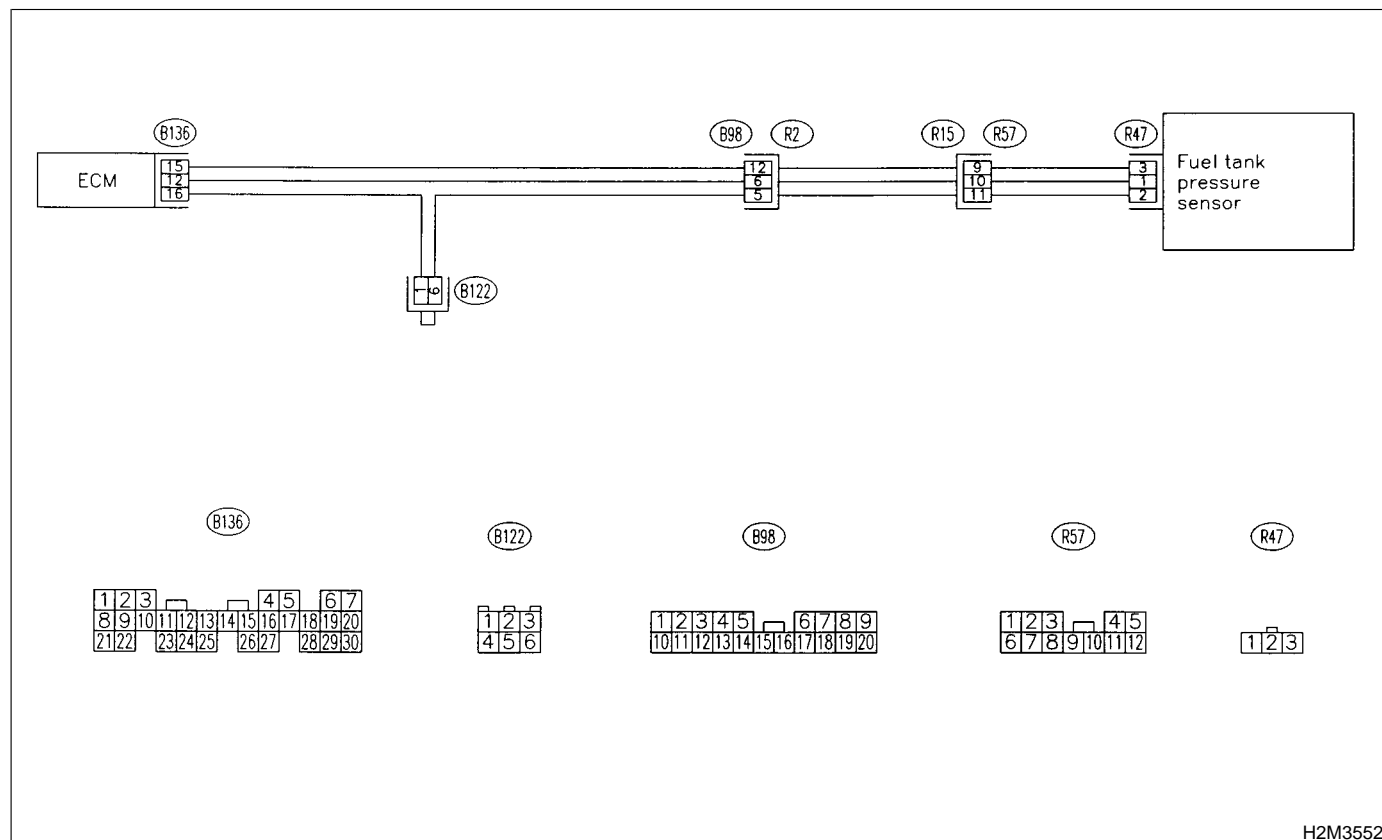 B136 B98 R2 R15 R57 R47
ECM
15
12
16
12
6
5
9
10
11
3
1
2
Fuel tank
pressure
sensor
1 6
B122
B136
1 2 3 4 5 6 7
8 9 10 11 12 13 14 15 16 17 18 19 20
21 22 23 24 25 26 27 28 29 30
B122
1 2 3
4 5 6
B98
1 2 3 4 5 6 7 8 9
10 11 12 13 14 15 16 17 18 19 20
R57
1 2 3 4 5
6 7 8 9 10 11 12
R47
1 2 3
H2M3552